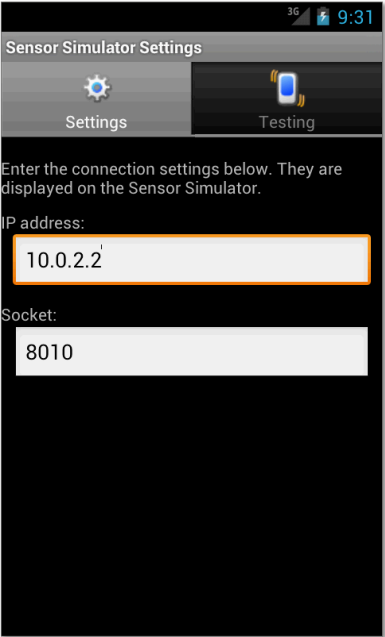 3G 9:31
Sensor Simulator Settings
Settings Testing
Enter the connection settings below. They are
displayed on the Sensor Simulator.
IP address:
10.0.2.2
Socket:
8010